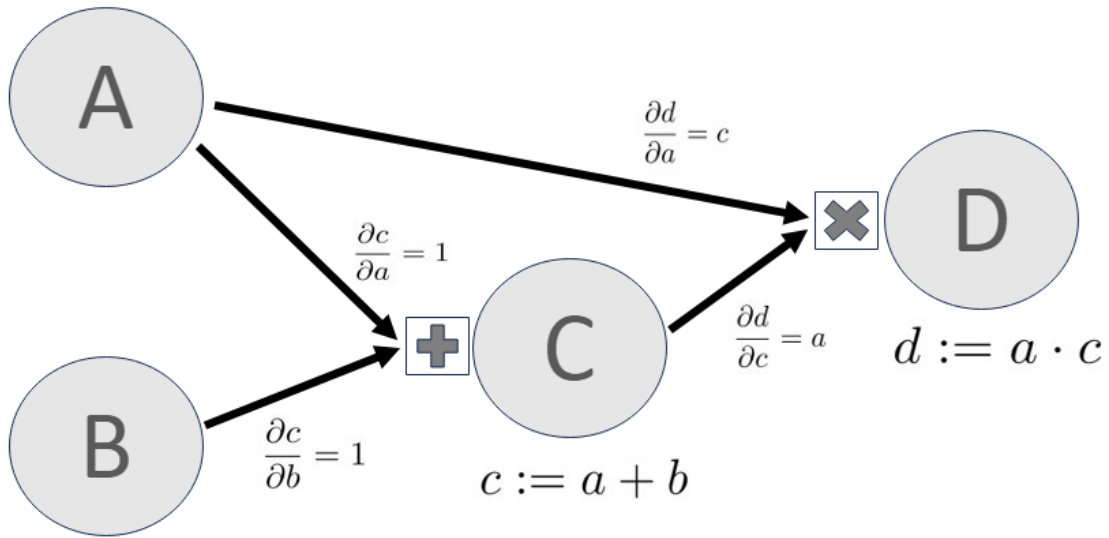 A
∂d/∂a = c
D
∂c/∂a = 1
C
∂d/∂c = a
d := a · c
B
∂c/∂b = 1
c := a + b